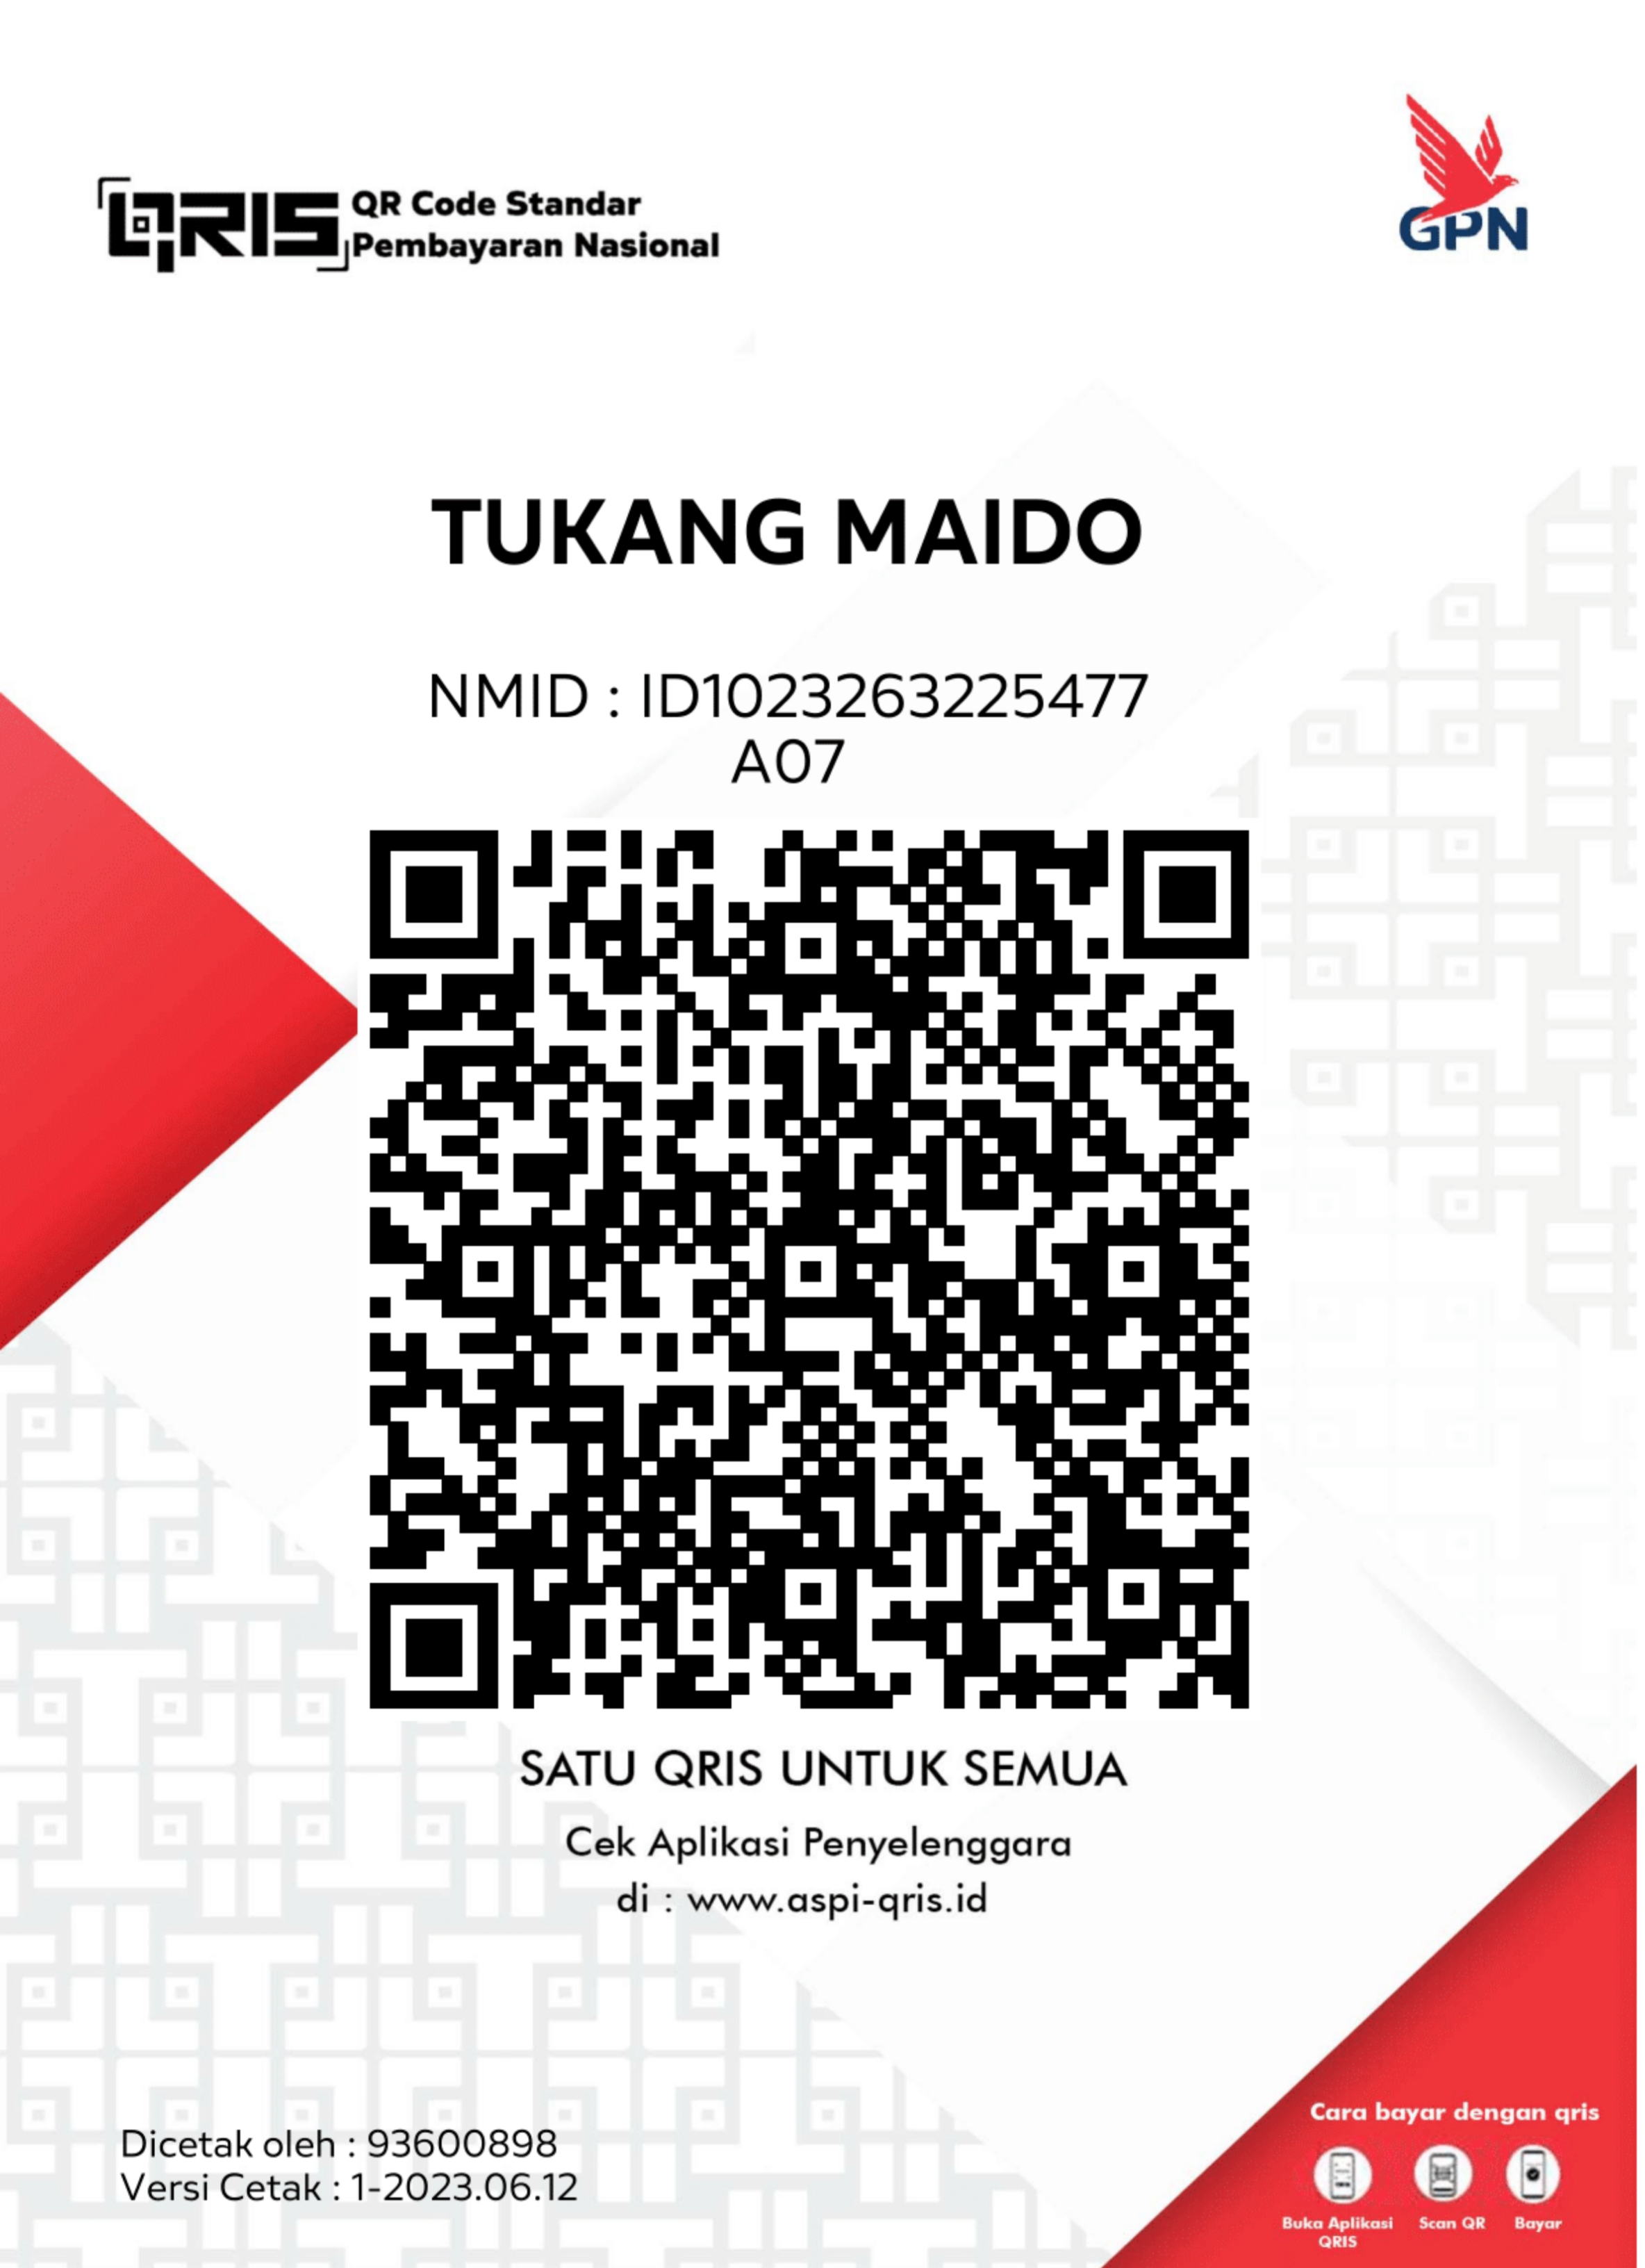 QRIS QR Code Standar
Pembayaran Nasional
GPN
TUKANG MAIDO
NMID : ID1023263225477
A07
SATU QRIS UNTUK SEMUA
Cek Aplikasi Penyelenggara
di : www.aspi-qris.id
Dicetak oleh : 93600898
Versi Cetak : 1-2023.06.12
Cara bayar dengan qris
Buka Aplikasi QRIS
Scan QR
Bayar